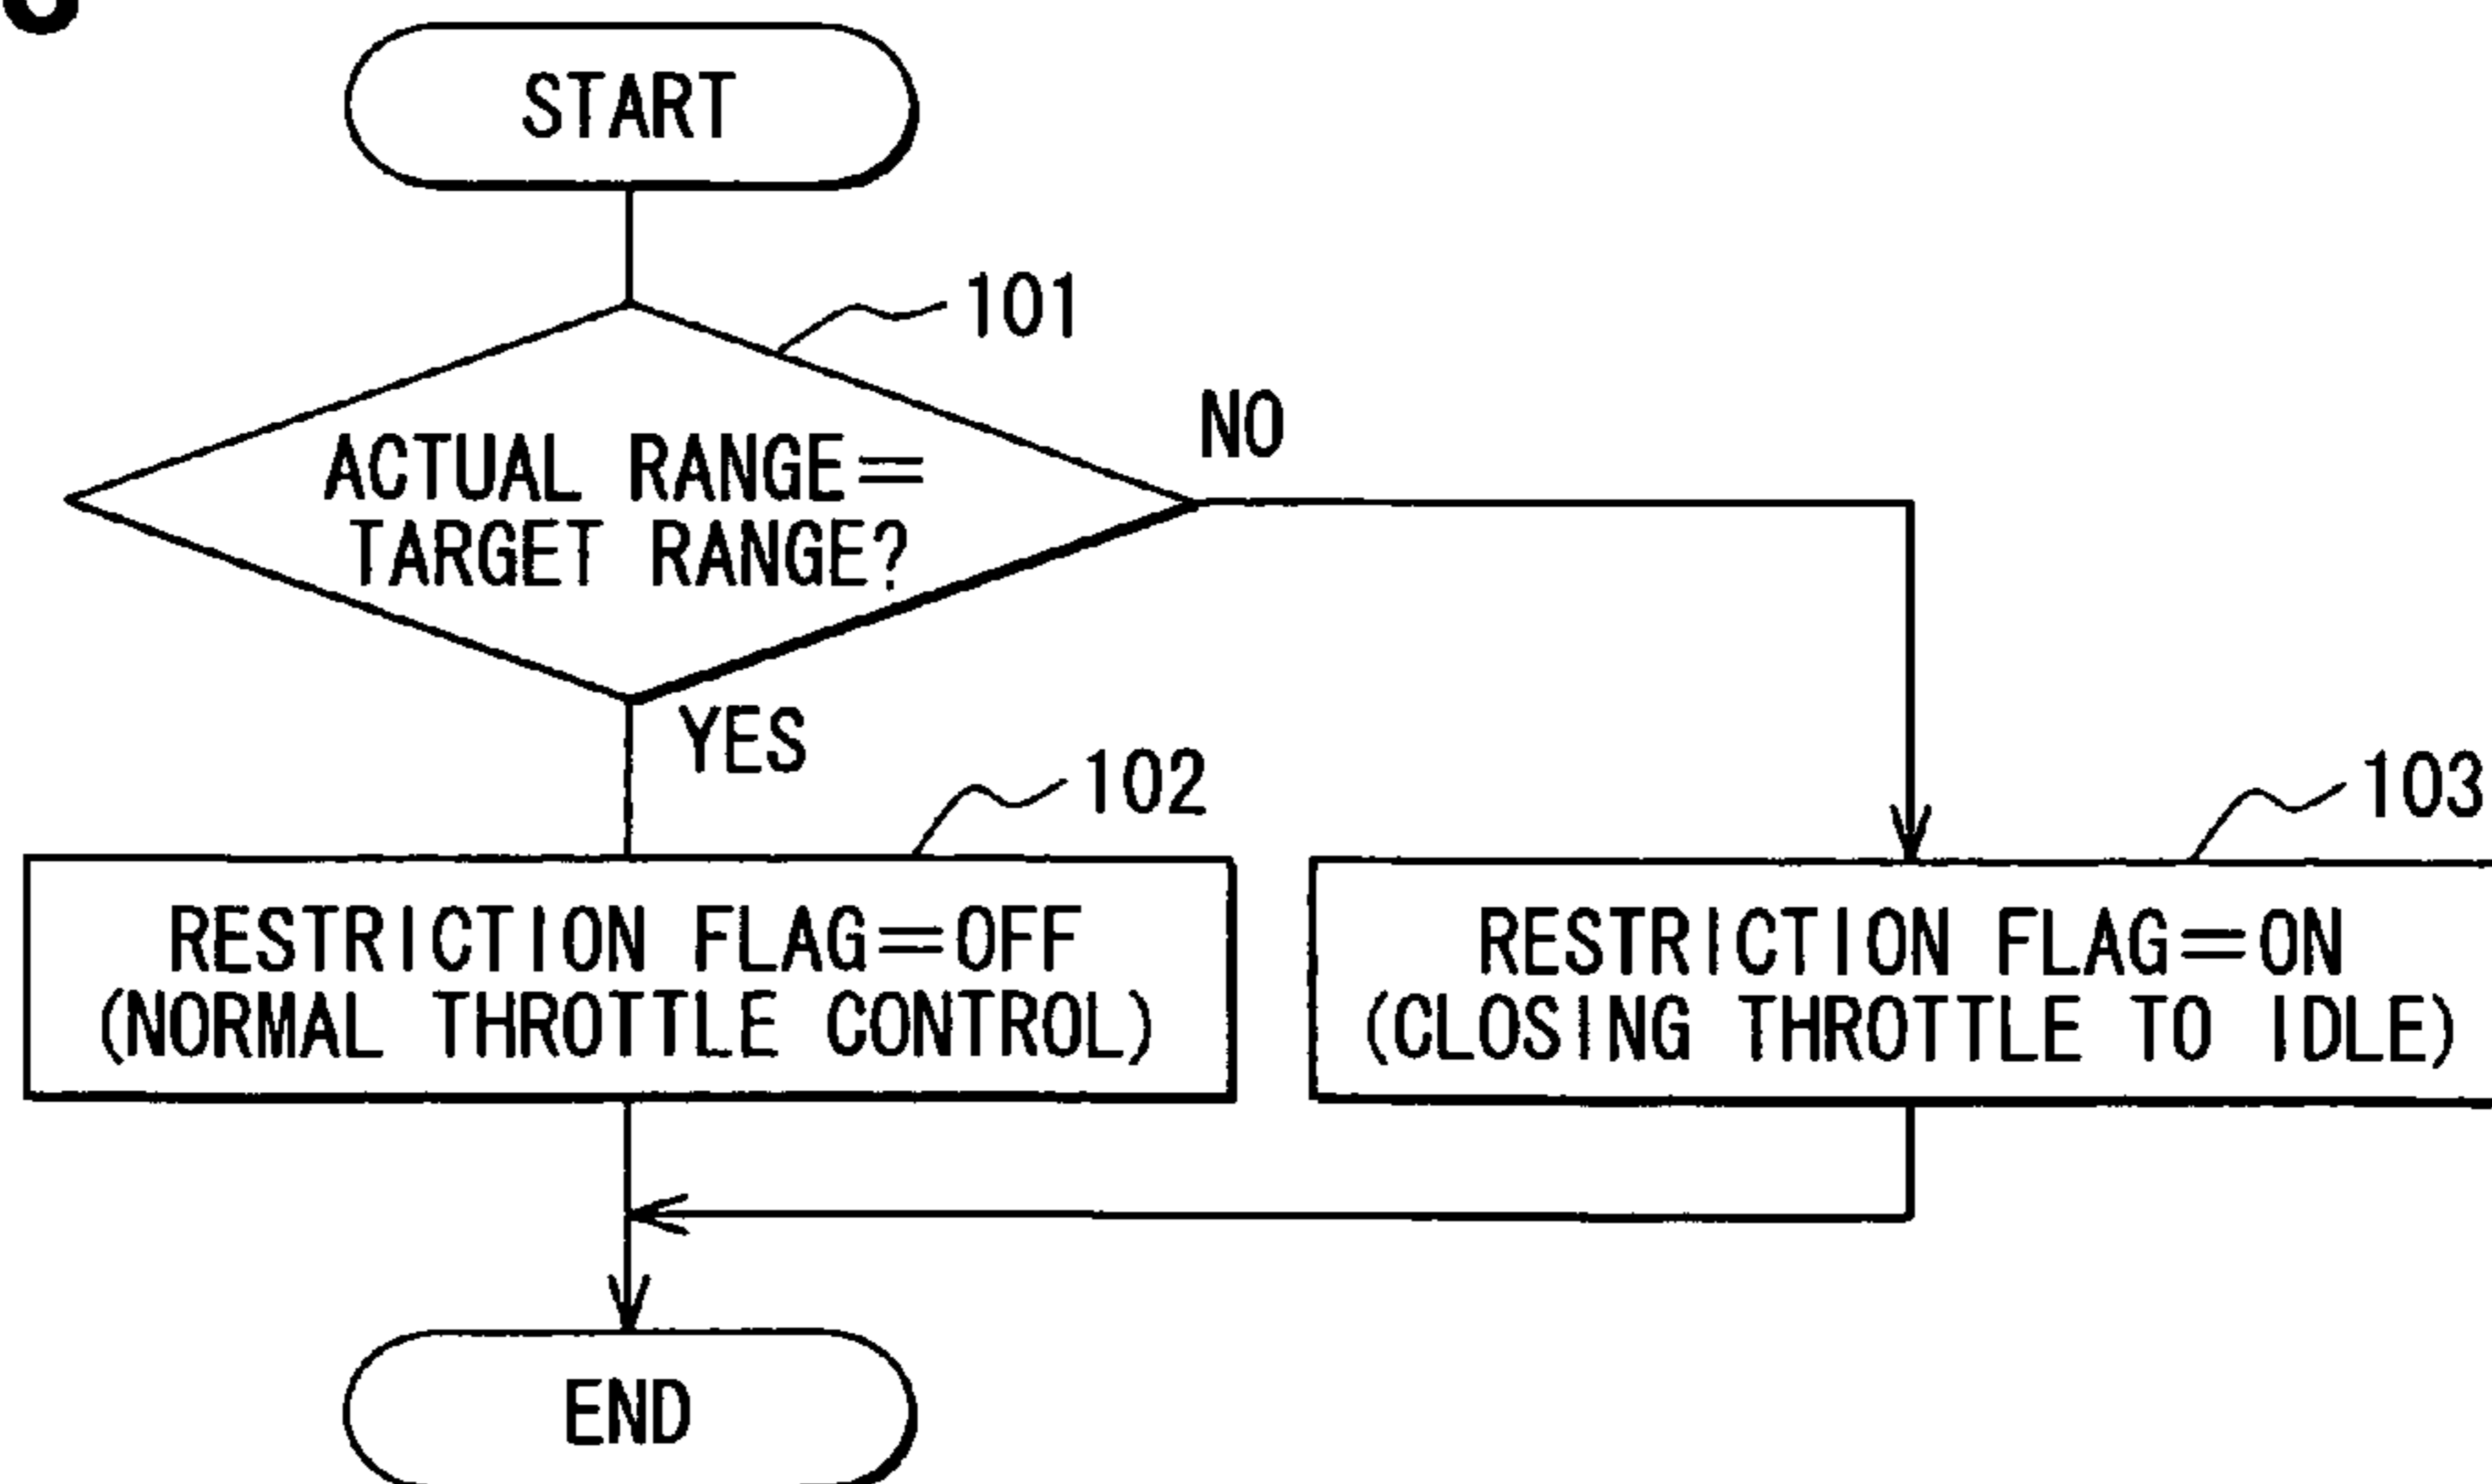 START
101
ACTUAL RANGE=
TARGET RANGE?
NO
YES
102
103
RESTRICTION FLAG=OFF
(NORMAL THROTTLE CONTROL)
RESTRICTION FLAG=ON
(CLOSING THROTTLE TO IDLE)
END